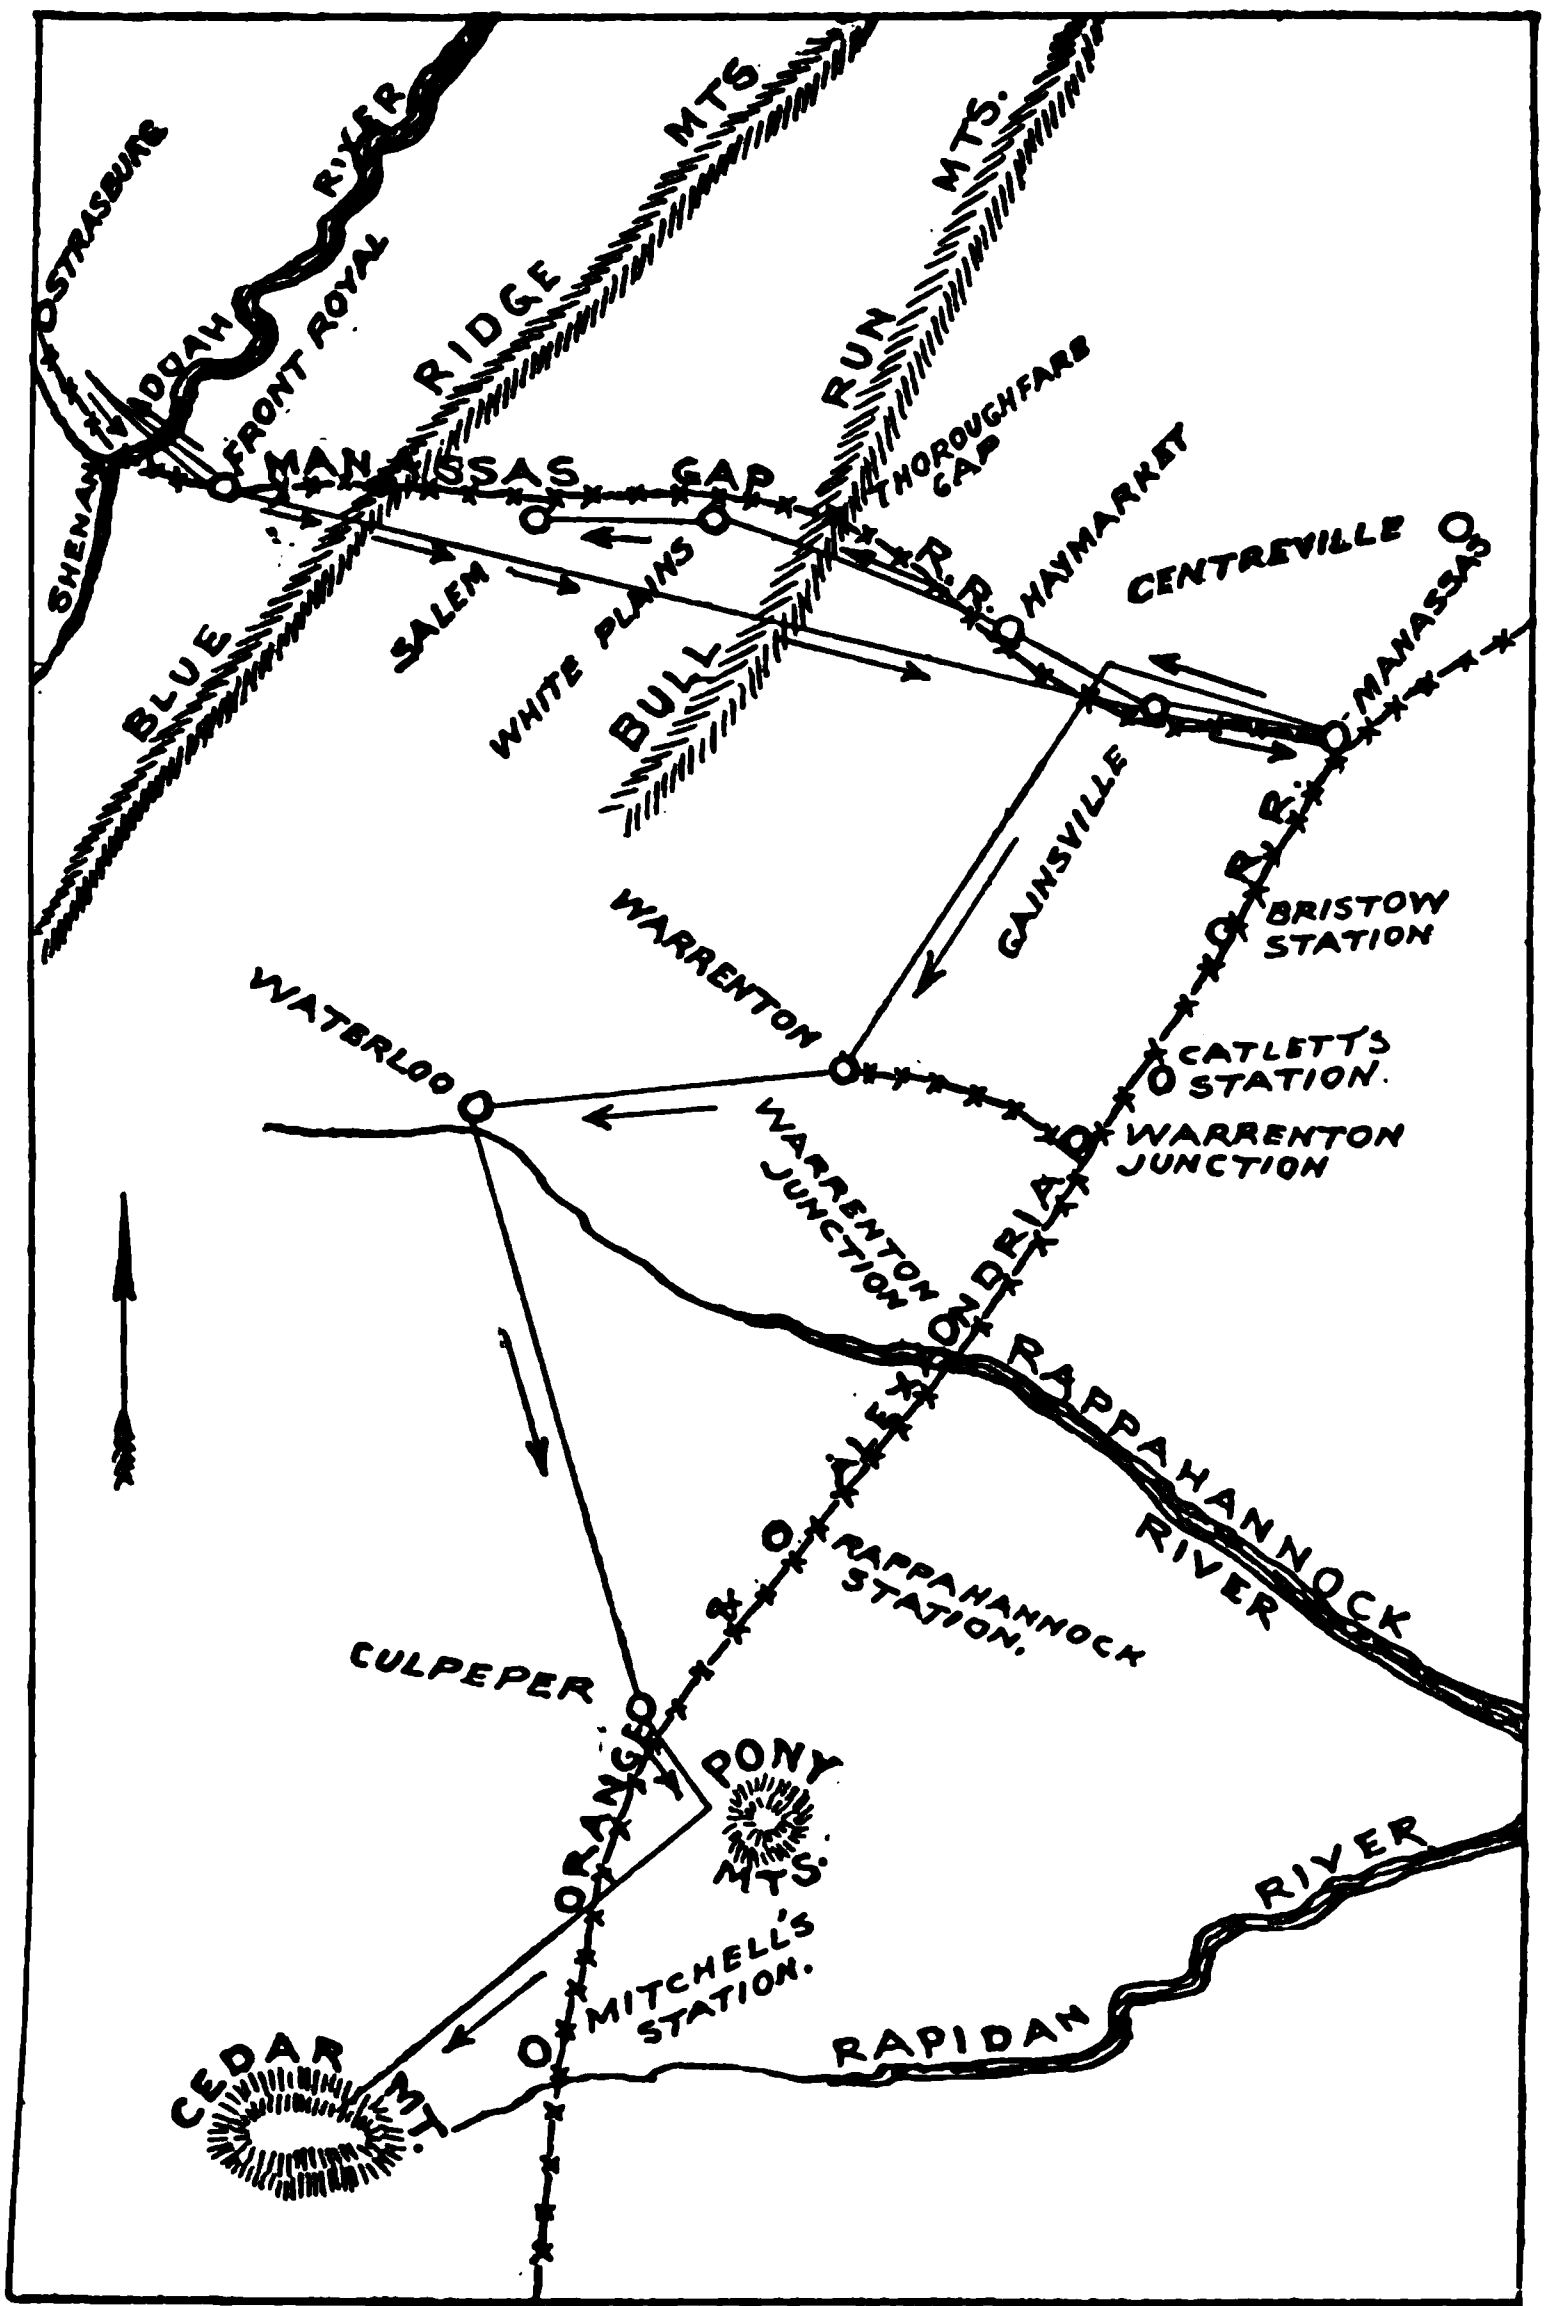 STRASBURG
RIVER
SHENANDOAH
FRONT ROYAL
BLUE RIDGE MTS
BULL RUN MTS.
MANASSAS GAP R.R.
THOROUGHFARE
GAP
HAYMARKET
CENTREVILLE
MANASSAS
SALEM
WHITE PLAINS
GAINSVILLE
WARRENTON
WATERLOO
BRISTOW
STATION
CATLETT'S
STATION.
WARRENTON
JUNCTION
WARRENTON
JUNCTION
ORANGE & ALEXANDRIA R.R.
RAPPAHANNOCK
RIVER
RAPPAHANNOCK
STATION.
CULPEPER
PONY
MTS.
MITCHELL'S
STATION.
RAPIDAN RIVER
CEDAR MT.